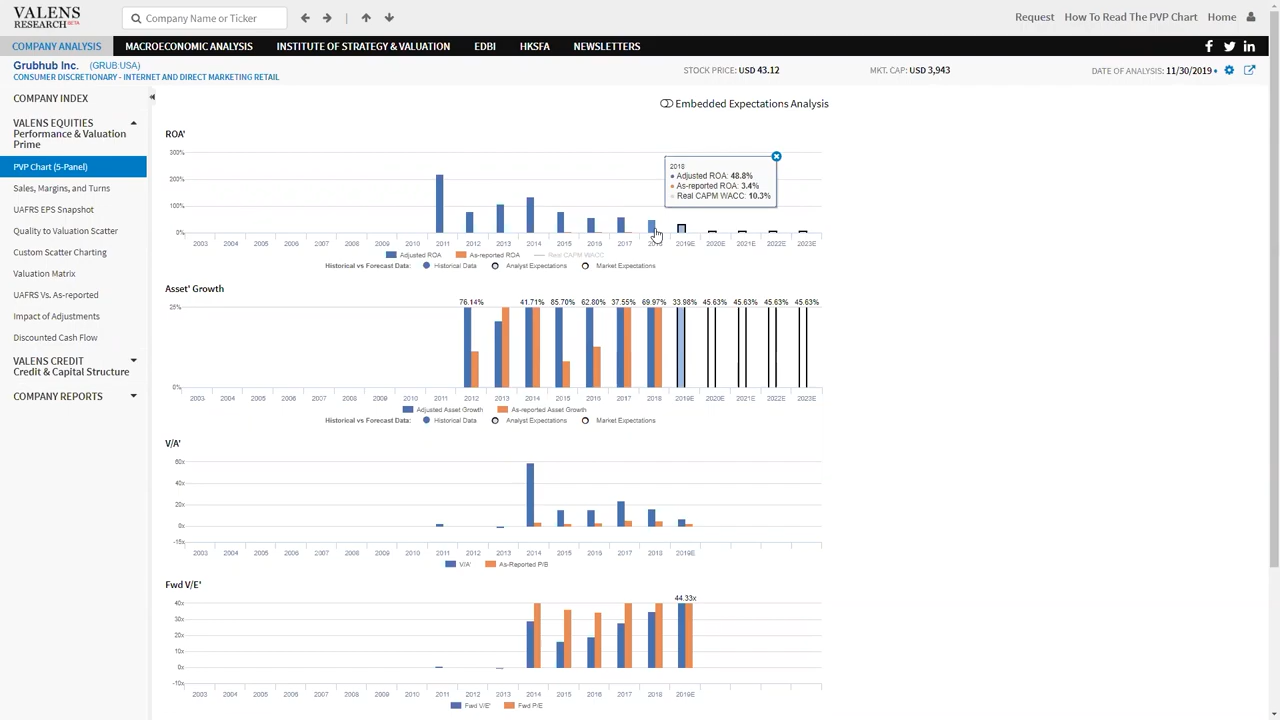 VALENS
RESEARCH BETA
Company Name or Ticker
Request How To Read The PVP Chart Home
COMPANY ANALYSIS MACROECONOMIC ANALYSIS INSTITUTE OF STRATEGY & VALUATION EDBI HKSFA NEWSLETTERS
Grubhub Inc. (GRUB USA)
CONSUMER DISCRETIONARY - INTERNET AND DIRECT MARKETING RETAIL
STOCK PRICE: USD 43.12 MKT. CAP: USD 3,943 DATE OF ANALYSIS: 11/30/2019
COMPANY INDEX
VALENS EQUITIES
Performance & Valuation
Prime
PVP Chart (5-Panel)
Sales, Margins, and Turns
UAFRS EPS Snapshot
Quality to Valuation Scatter
Custom Scatter Charting
Valuation Matrix
UAFRS Vs. As-reported
Impact of Adjustments
Discounted Cash Flow
VALENS CREDIT
Credit & Capital Structure
COMPANY REPORTS
Embedded Expectations Analysis
ROA'
300%
200%
100%
0%
2018
Adjusted ROA: 48.8%
As-reported ROA: 3.4%
Real CAPM WACC: 10.3%
2003 2004 2005 2006 2007 2008 2009 2010 2011 2012 2013 2014 2015 2016 2017 2018 2019E 2020E 2021E 2022E 2023E
Adjusted ROA As-reported ROA Real CAPM WACC
Historical vs Forecast Data: Historical Data Analyst Expectations Market Expectations
Asset' Growth
76.14% 41.71% 85.70% 62.80% 37.55% 69.97% 33.98% 45.63% 45.63% 45.63% 45.63%
25%
0%
2003 2004 2005 2006 2007 2008 2009 2010 2011 2012 2013 2014 2015 2016 2017 2018 2019E 2020E 2021E 2022E 2023E
Adjusted Asset Growth As-reported Asset Growth
Historical vs Forecast Data: Historical Data Analyst Expectations Market Expectations
V/A'
60x
40x
20x
0x
-15x
2003 2004 2005 2006 2007 2008 2009 2010 2011 2012 2013 2014 2015 2016 2017 2018 2019E
V/A' As-Reported P/B
Fwd V/E'
44.33x
40x
30x
20x
10x
0x
-10x
2003 2004 2005 2006 2007 2008 2009 2010 2011 2012 2013 2014 2015 2016 2017 2018 2019E
Fwd V/E' Fwd P/E